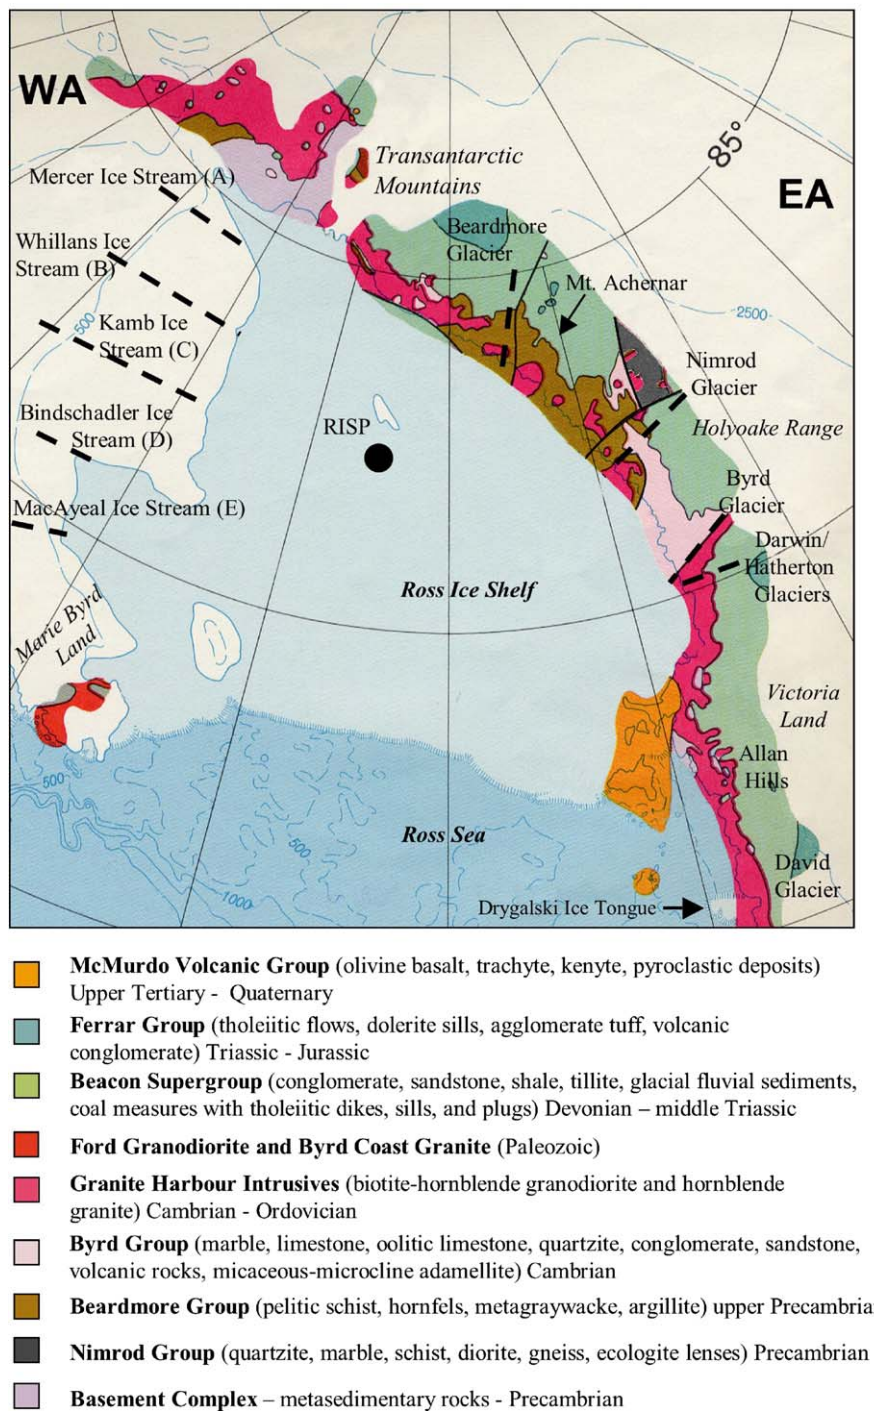 WA
85°
Transantarctic
Mountains
Mercer Ice Stream (A)
EA
Beardmore
Glacier
Whillans Ice
Stream (B)
Mt. Achernar
2500
500
Kamb Ice
Stream (C)
Nimrod
Glacier
Bindschadler Ice
Stream (D)
RISP
Holyoake Range
MacAyeal Ice Stream (E)
Byrd
Glacier
Darwin/
Hatherton
Glaciers
Ross Ice Shelf
Marie Byrd
Land
Victoria
Land
Allan
Hills
500
Ross Sea
500
1000
David
Glacier
Drygalski Ice Tongue
McMurdo Volcanic Group (olivine basalt, trachyte, kenyte, pyroclastic deposits)
Upper Tertiary - Quaternary
Ferrar Group (tholeiitic flows, dolerite sills, agglomerate tuff, volcanic
conglomerate) Triassic - Jurassic
Beacon Supergroup (conglomerate, sandstone, shale, tillite, glacial fluvial sediments,
coal measures with tholeiitic dikes, sills, and plugs) Devonian – middle Triassic
Ford Granodiorite and Byrd Coast Granite (Paleozoic)
Granite Harbour Intrusives (biotite-hornblende granodiorite and hornblende
granite) Cambrian - Ordovician
Byrd Group (marble, limestone, oolitic limestone, quartzite, conglomerate, sandstone,
volcanic rocks, micaceous-microcline adamellite) Cambrian
Beardmore Group (pelitic schist, hornfels, metagraywacke, argillite) upper Precambria
Nimrod Group (quartzite, marble, schist, diorite, gneiss, ecologite lenses) Precambrian
Basement Complex – metasedimentary rocks - Precambrian